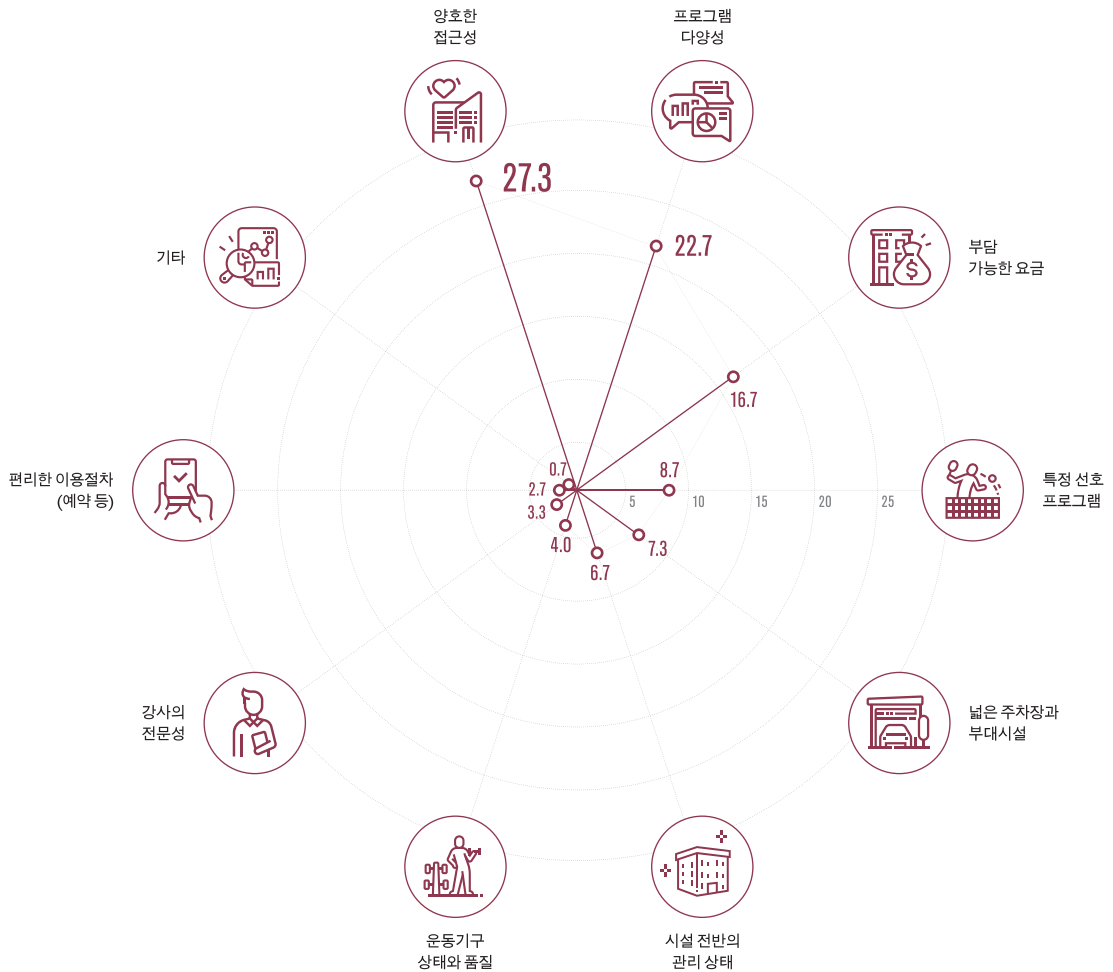 양호한
접근성
프로그램
다양성
27.3
22.7
기타
부담
가능한 요금
16.7
편리한 이용절차
(예약 등)
0.7
2.7
3.3
4.0
8.7
5
10
15
20
25
특정 선호
프로그램
7.3
6.7
강사의
전문성
넓은 주차장과
부대시설
운동기구
상태와 품질
시설 전반의
관리 상태